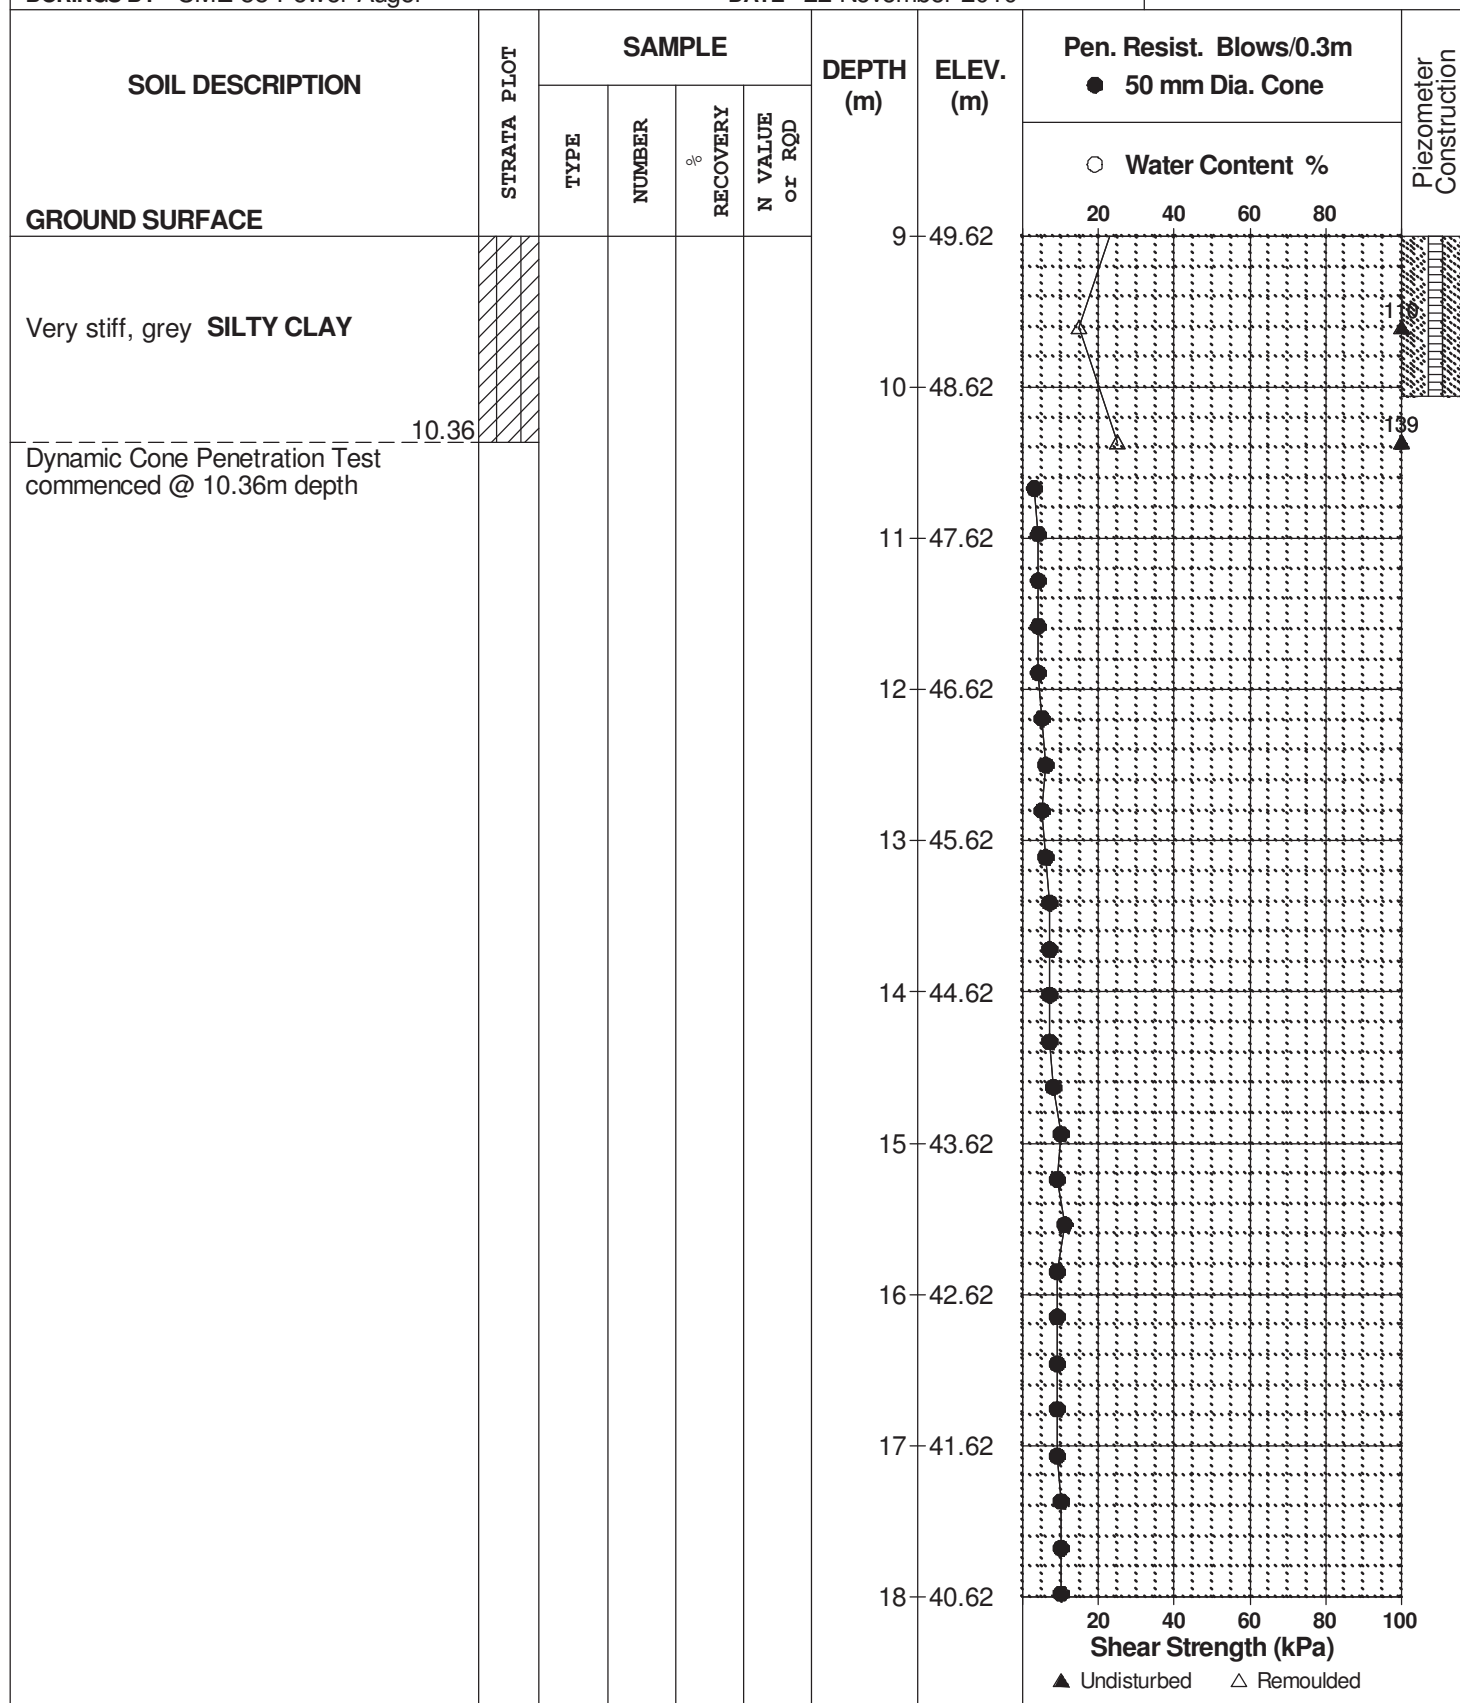 SOIL DESCRIPTION
GROUND SURFACE
STRATA PLOT
SAMPLE
TYPE
NUMBER
%
RECOVERY
N VALUE
or RQD
DEPTH
(m)
ELEV.
(m)
Pen. Resist. Blows/0.3m
● 50 mm Dia. Cone
○ Water Content %
20 40 60 80
Piezometer
Construction
9 49.62
Very stiff, grey SILTY CLAY
10 48.62
10.36
139
Dynamic Cone Penetration Test
commenced @ 10.36m depth
11 47.62
12 46.62
13 45.62
14 44.62
15 43.62
16 42.62
17 41.62
18 40.62
20 40 60 80 100
Shear Strength (kPa)
▲ Undisturbed △ Remoulded